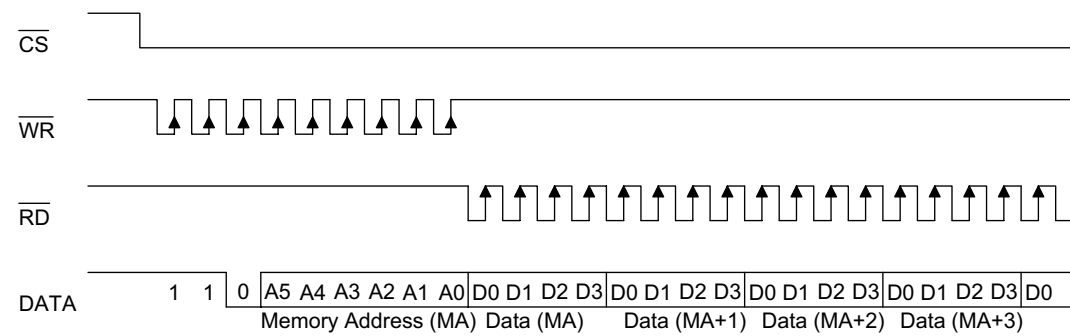 CS
WR
RD
DATA 1 1 0 A5 A4 A3 A2 A1 A0 D0 D1 D2 D3 D0 D1 D2 D3 D0 D1 D2 D3 D0 D1 D2 D3 D0
Memory Address (MA) Data (MA) Data (MA+1) Data (MA+2) Data (MA+3)